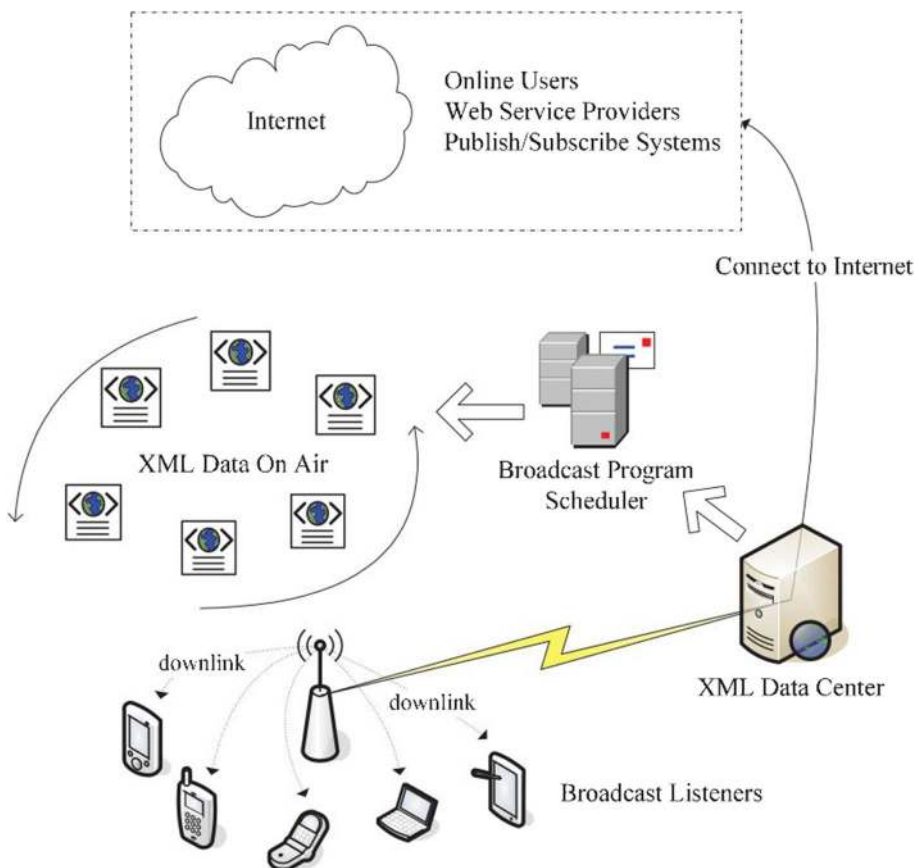 Internet
Online Users
Web Service Providers
Publish/Subscribe Systems
Connect to Internet
XML Data On Air
Broadcast Program
Scheduler
XML Data Center
downlink
downlink
Broadcast Listeners